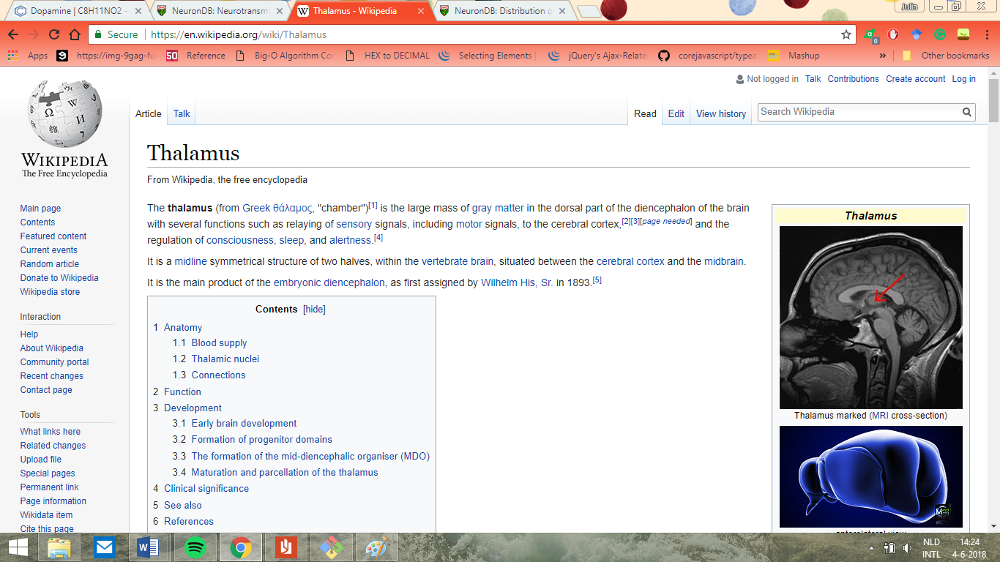 Dopamine | C8H11NO2 -
NeuronDB: Neurotransmi
Thalamus - Wikipedia
NeuronDB: Distribution o
Julia
Secure
https://en.wikipedia.org/wiki/Thalamus
0
Apps
https://img-9gag-fu
50 Reference
Big-O Algorithm Co
HEX to DECIMAL
Selecting Elements |
jQuery's Ajax-Relate
corejavascript/typea
Mashup
»
Other bookmarks
Not logged in Talk Contributions Create account Log in
Article Talk
Read Edit View history
Search Wikipedia
WIKIPEDIA
The Free Encyclopedia
Main page
Contents
Featured content
Current events
Random article
Donate to Wikipedia
Wikipedia store
Interaction
Help
About Wikipedia
Community portal
Recent changes
Contact page
Tools
What links here
Related changes
Upload file
Special pages
Permanent link
Page information
Wikidata item
Cite this page
Thalamus
From Wikipedia, the free encyclopedia
The thalamus (from Greek θάλαμος, "chamber")[1] is the large mass of gray matter in the dorsal part of the diencephalon of the brain
with several functions such as relaying of sensory signals, including motor signals, to the cerebral cortex,[2][3][page needed] and the
regulation of consciousness, sleep, and alertness.[4]
It is a midline symmetrical structure of two halves, within the vertebrate brain, situated between the cerebral cortex and the midbrain.
It is the main product of the embryonic diencephalon, as first assigned by Wilhelm His, Sr. in 1893.[5]
Contents [hide]
1 Anatomy
1.1 Blood supply
1.2 Thalamic nuclei
1.3 Connections
2 Function
3 Development
3.1 Early brain development
3.2 Formation of progenitor domains
3.3 The formation of the mid-diencephalic organiser (MDO)
3.4 Maturation and parcellation of the thalamus
4 Clinical significance
5 See also
6 References
Thalamus
Thalamus marked (MRI cross-section)
anterolateral view
NLD
INTL
14:24
4-6-2018